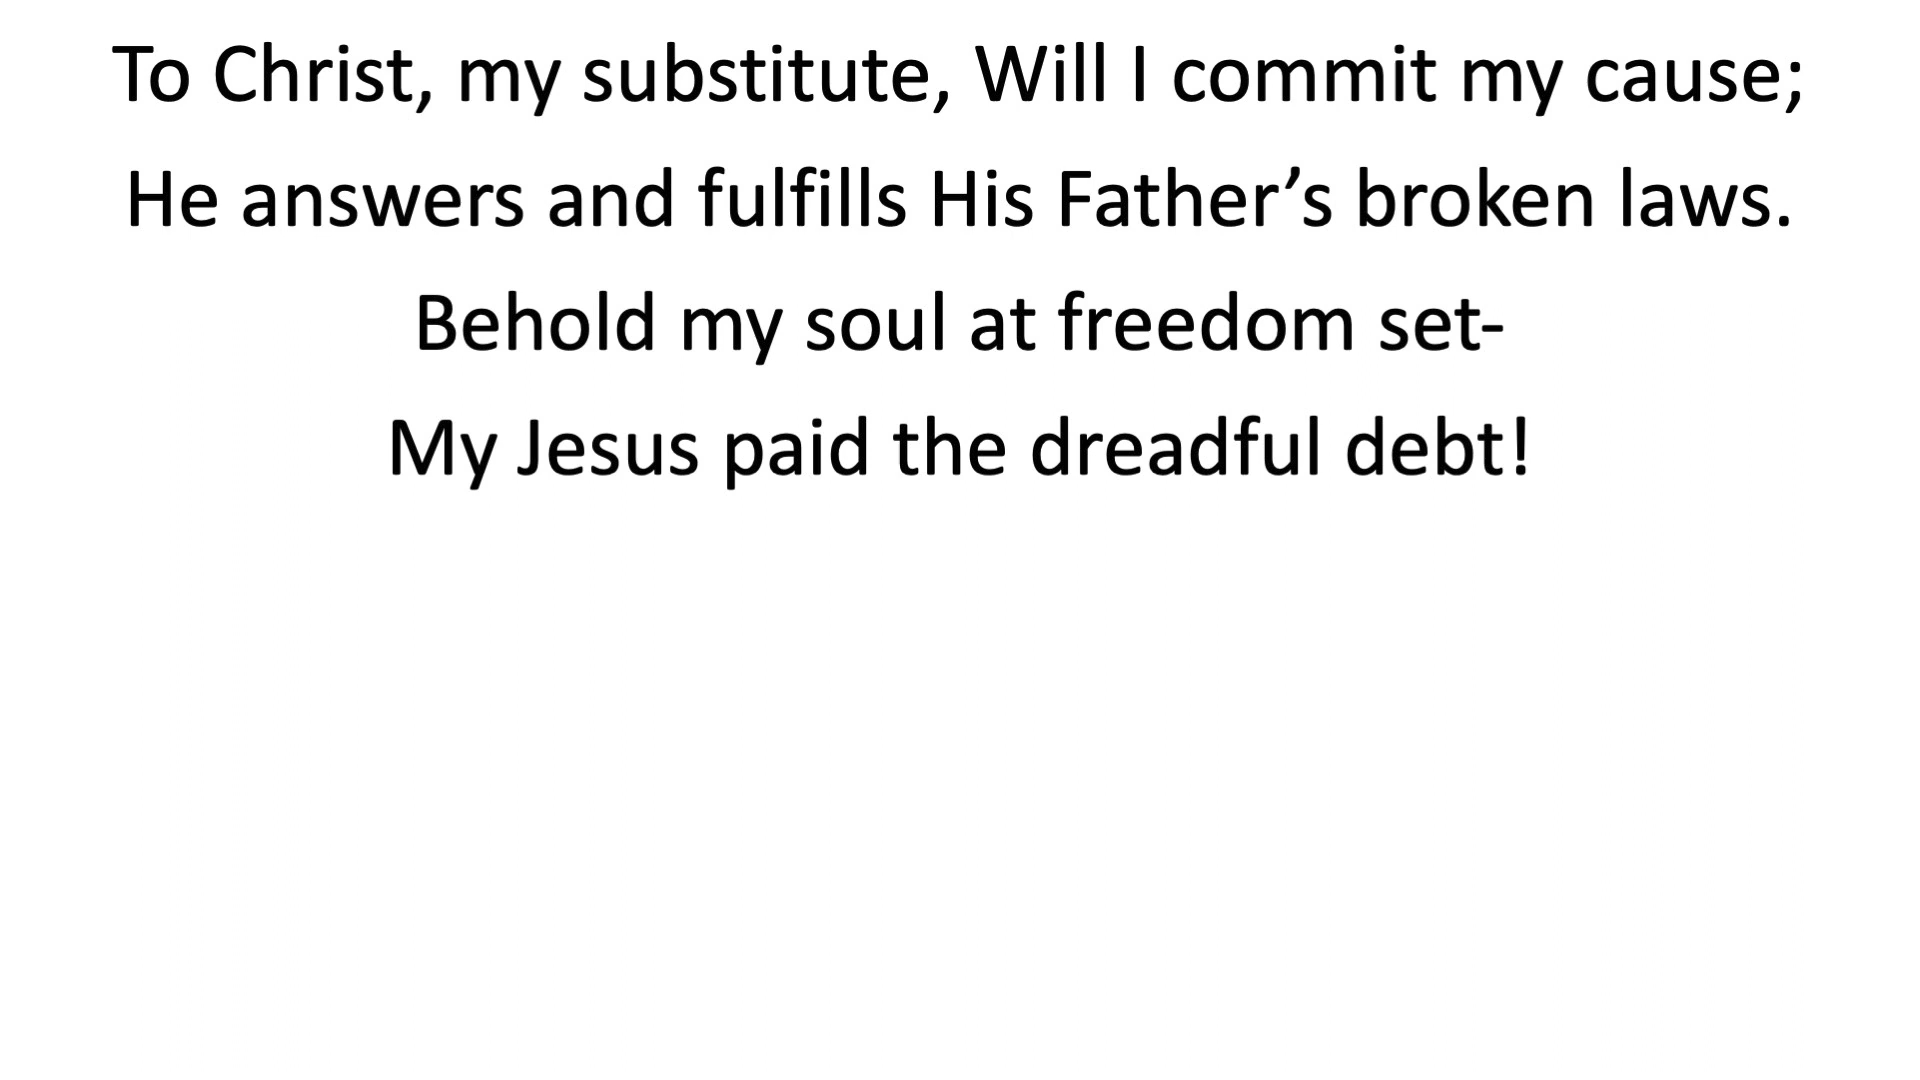 To Christ, my substitute, Will I commit my cause;
He answers and fulfills His Father’s broken laws.
Behold my soul at freedom set-
My Jesus paid the dreadful debt!